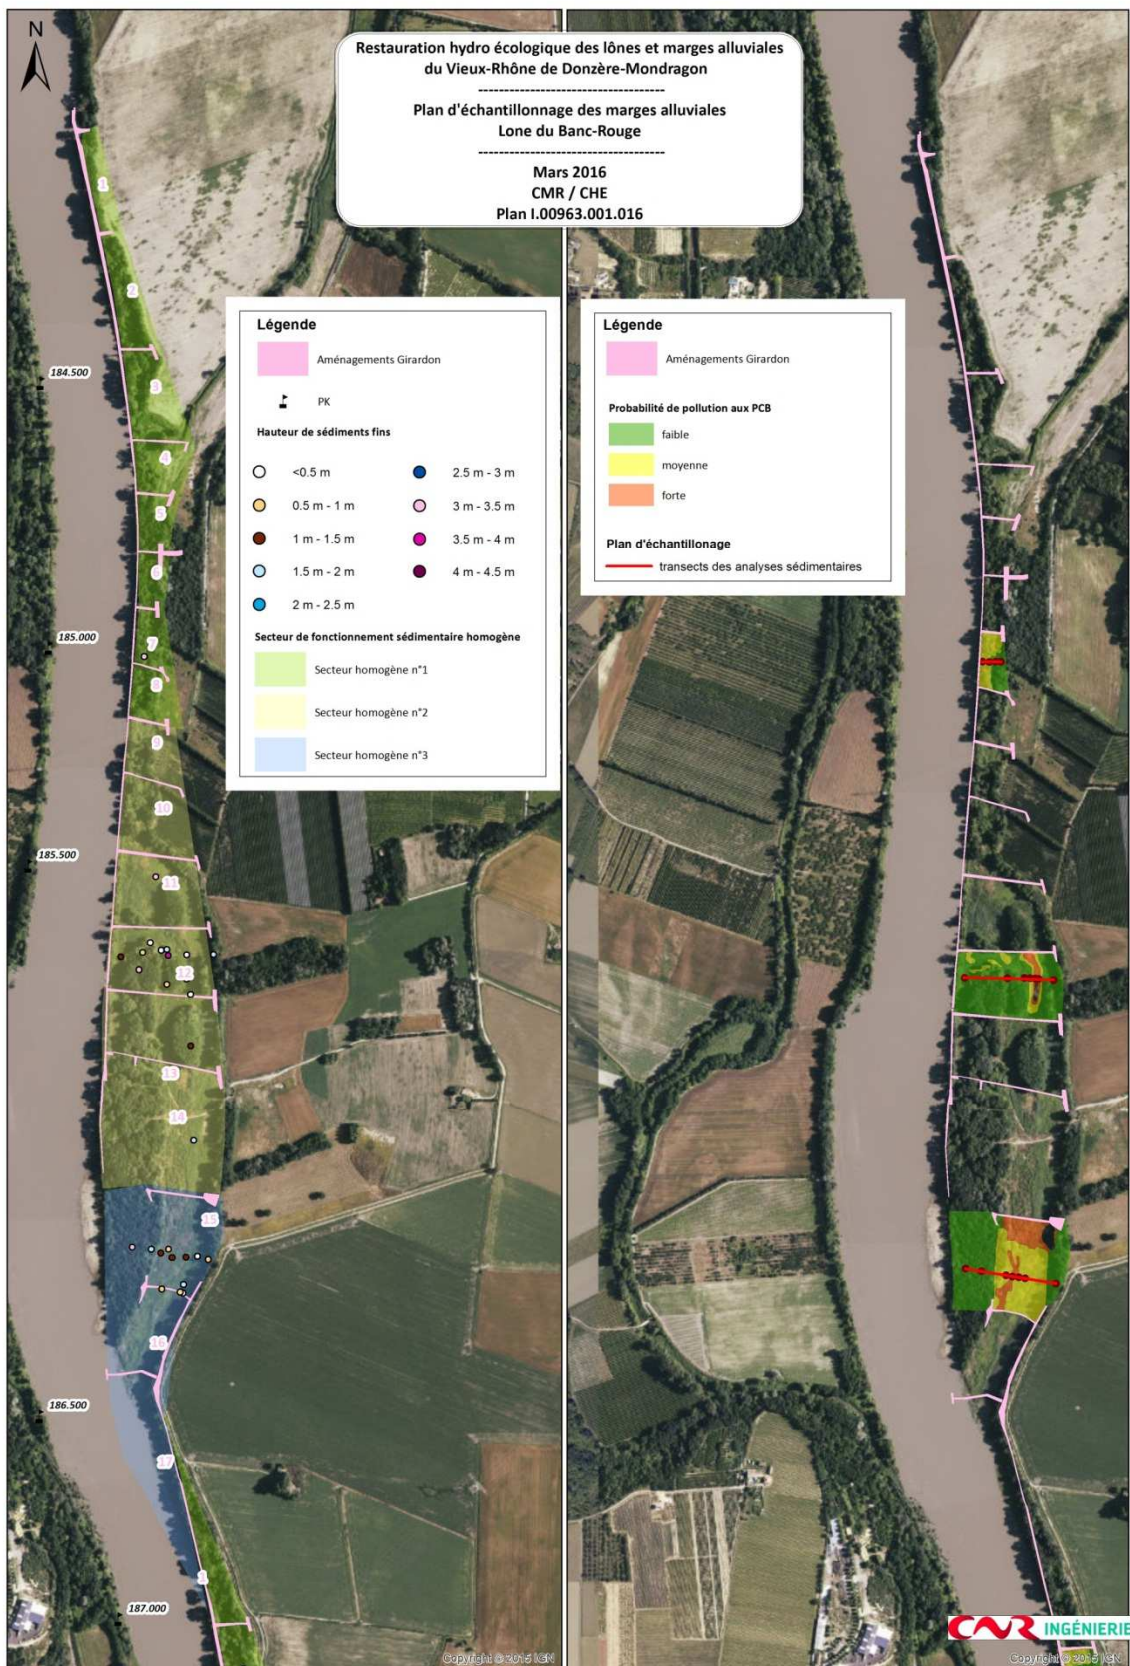 N
Restauration hydro écologique des lônes et marges alluviales
du Vieux-Rhône de Donzère-Mondragon
------------------------------------
Plan d'échantillonnage des marges alluviales
Lone du Banc-Rouge
------------------------------------
Mars 2016
CMR / CHE
Plan I.00963.001.016
Légende
Aménagements Girardon
PK
Hauteur de sédiments fins
<0.5 m
2.5 m - 3 m
0.5 m - 1 m
3 m - 3.5 m
1 m - 1.5 m
3.5 m - 4 m
1.5 m - 2 m
4 m - 4.5 m
2 m - 2.5 m
Secteur de fonctionnement sédimentaire homogène
Secteur homogène n°1
Secteur homogène n°2
Secteur homogène n°3
1
2
3
4
5
6
7
8
9
10
11
12
13
14
15
16
17
1
184.500
185.000
185.500
186.500
187.000
Copyright © 2015 IGN
Légende
Aménagements Girardon
Probabilité de pollution aux PCB
faible
moyenne
forte
Plan d'échantillonage
transects des analyses sédimentaires
CNR INGÉNIERIE
Copyright © 2015 IGN